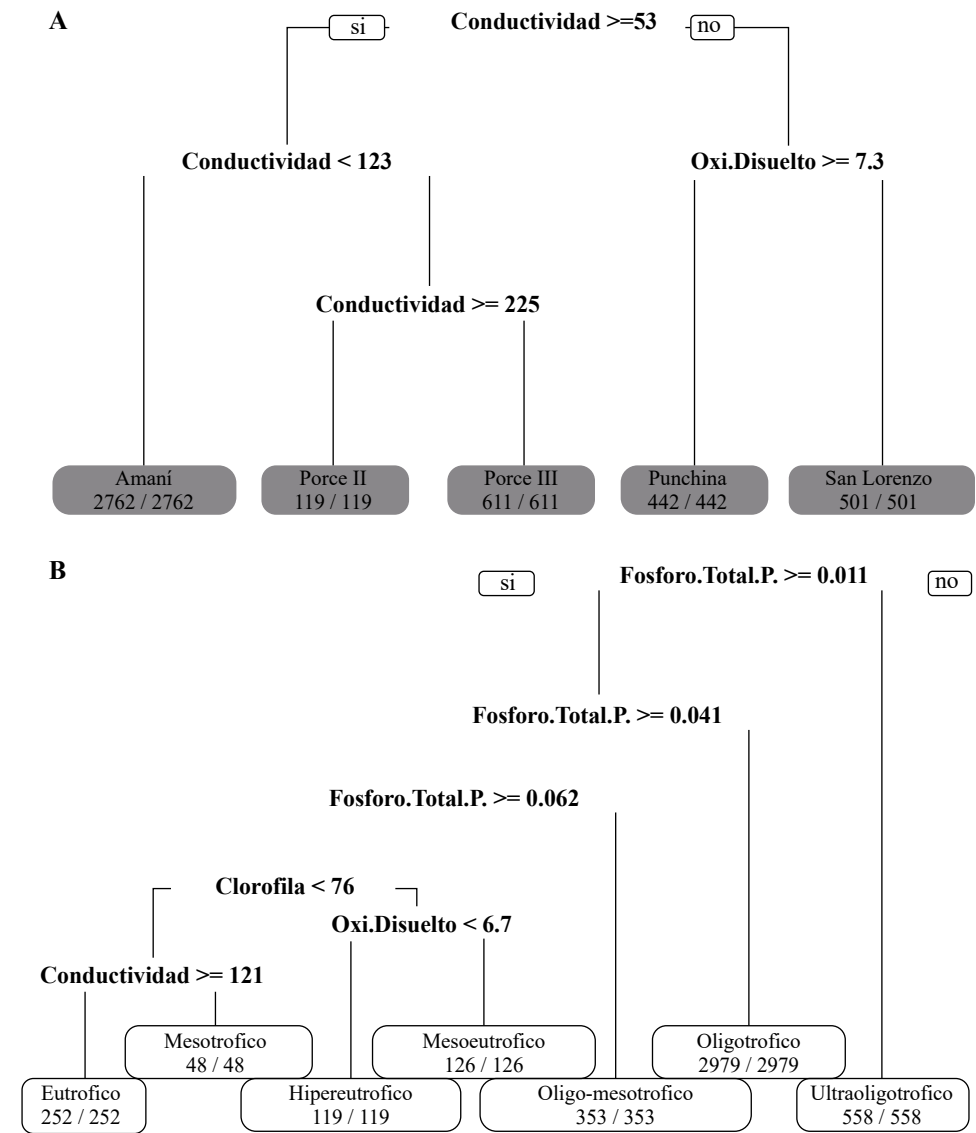 A
si
Conductividad >=53
no
Conductividad < 123
Oxi.Disuelto >= 7.3
Conductividad >= 225
Amaní
2762 / 2762
Porce II
119 / 119
Porce III
611 / 611
Punchina
442 / 442
San Lorenzo
501 / 501
B
si
Fosforo.Total.P. >= 0.011
no
Fosforo.Total.P. >= 0.041
Fosforo.Total.P. >= 0.062
Clorofila < 76
Oxi.Disuelto < 6.7
Conductividad >= 121
Mesotrofico
48 / 48
Mesoeutrofico
126 / 126
Oligotrofico
2979 / 2979
Eutrofico
252 / 252
Hipereutrofico
119 / 119
Oligo-mesotrofico
353 / 353
Ultraoligotrofico
558 / 558